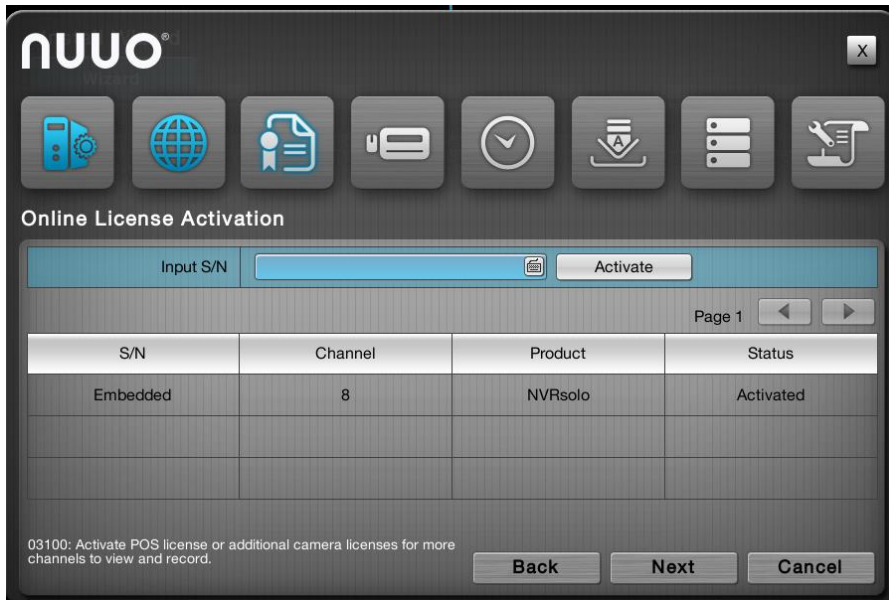 nuuo®
Wizard
X
Online License Activation
Input S/N
Activate
Page 1
S/N Channel Product Status
Embedded 8 NVRsolo Activated
03100: Activate POS license or additional camera licenses for more
channels to view and record.
Back Next Cancel